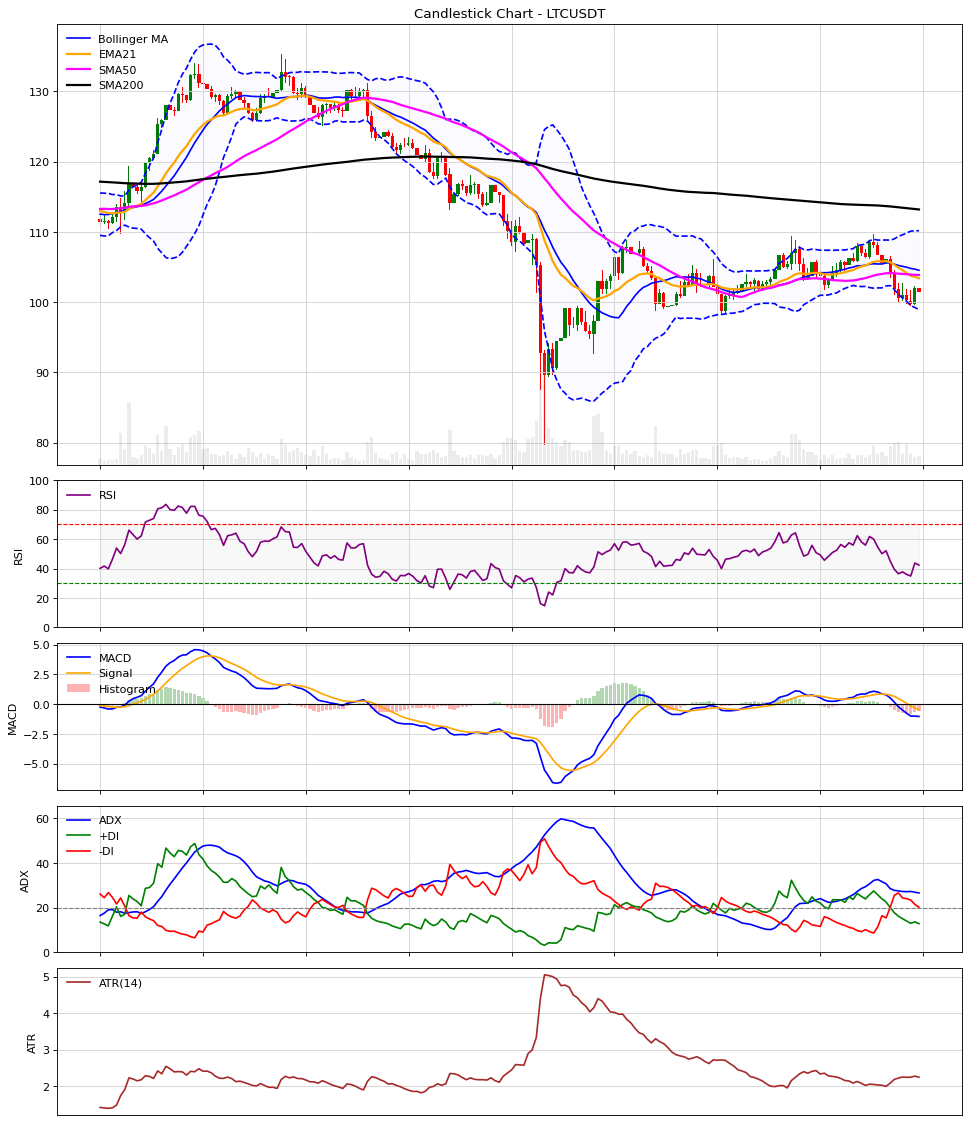 Candlestick Chart - LTCUSDT
Bollinger MA
EMA21
SMA50
SMA200
130
120
110
100
90
80
RSI
100
80
60
40
20
0
RSI
MACD
Signal
Histogram
5.0
2.5
0.0
−2.5
−5.0
MACD
ADX
+DI
-DI
60
40
20
0
ADX
ATR(14)
5
4
3
2
ATR